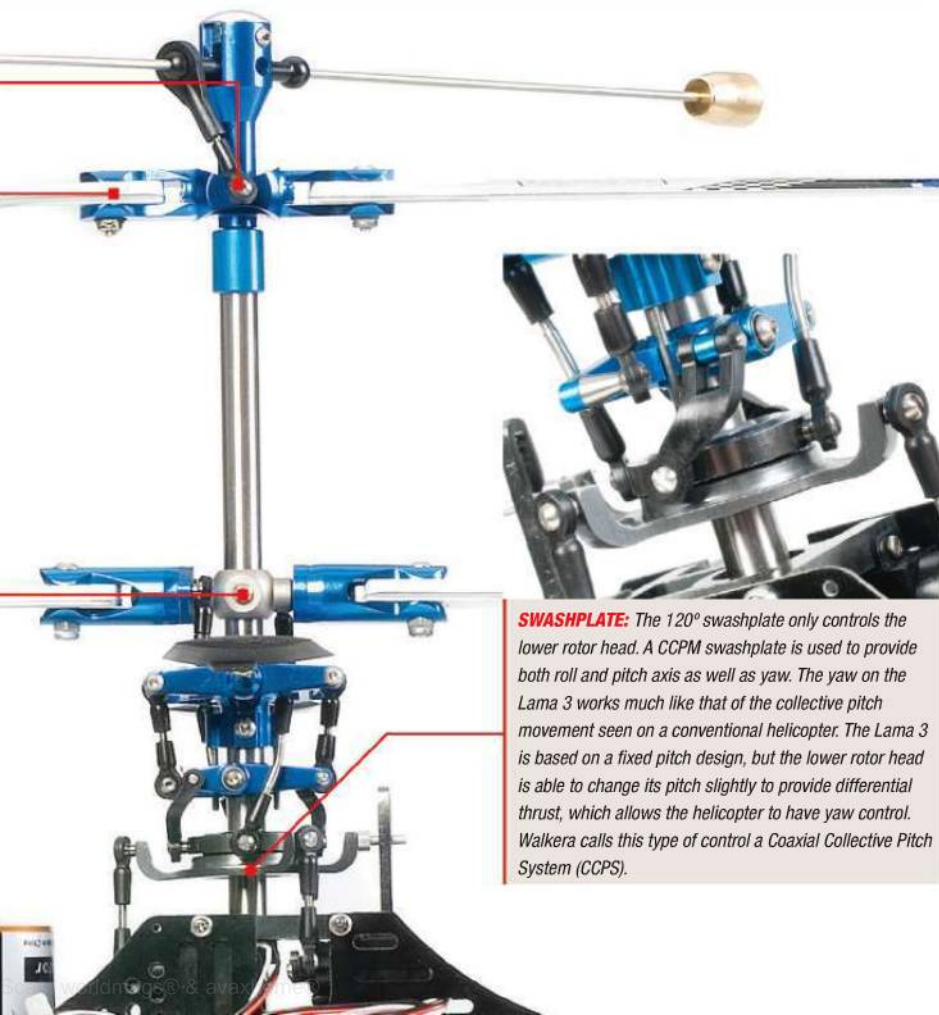 SWASHPLATE: The 120º swashplate only controls the
lower rotor head. A CCPM swashplate is used to provide
both roll and pitch axis as well as yaw. The yaw on the
Lama 3 works much like that of the collective pitch
movement seen on a conventional helicopter. The Lama 3
is based on a fixed pitch design, but the lower rotor head
is able to change its pitch slightly to provide differential
thrust, which allows the helicopter to have yaw control.
Walkera calls this type of control a Coaxial Collective Pitch
System (CCPS).